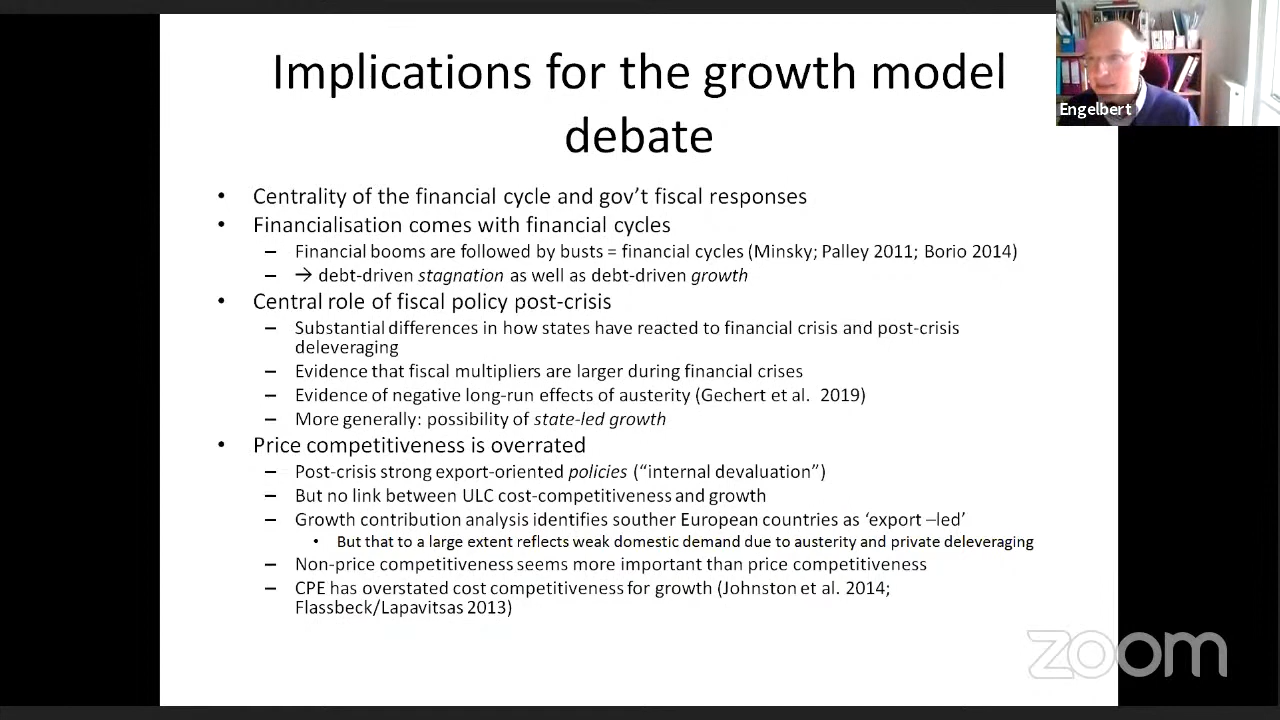 Implications for the growth model
debate
Engelbert
• Centrality of the financial cycle and gov’t fiscal responses
• Financialisation comes with financial cycles
– Financial booms are followed by busts = financial cycles (Minsky; Palley 2011; Borio 2014)
– → debt-driven stagnation as well as debt-driven growth
• Central role of fiscal policy post-crisis
– Substantial differences in how states have reacted to financial crisis and post-crisis
deleveraging
– Evidence that fiscal multipliers are larger during financial crises
– Evidence of negative long-run effects of austerity (Gechert et al. 2019)
– More generally: possibility of state-led growth
• Price competitiveness is overrated
– Post-crisis strong export-oriented policies (“internal devaluation”)
– But no link between ULC cost-competitiveness and growth
– Growth contribution analysis identifies souther European countries as ‘export –led’
• But that to a large extent reflects weak domestic demand due to austerity and private deleveraging
– Non-price competitiveness seems more important than price competitiveness
– CPE has overstated cost competitiveness for growth (Johnston et al. 2014;
Flassbeck/Lapavitsas 2013)
zoom